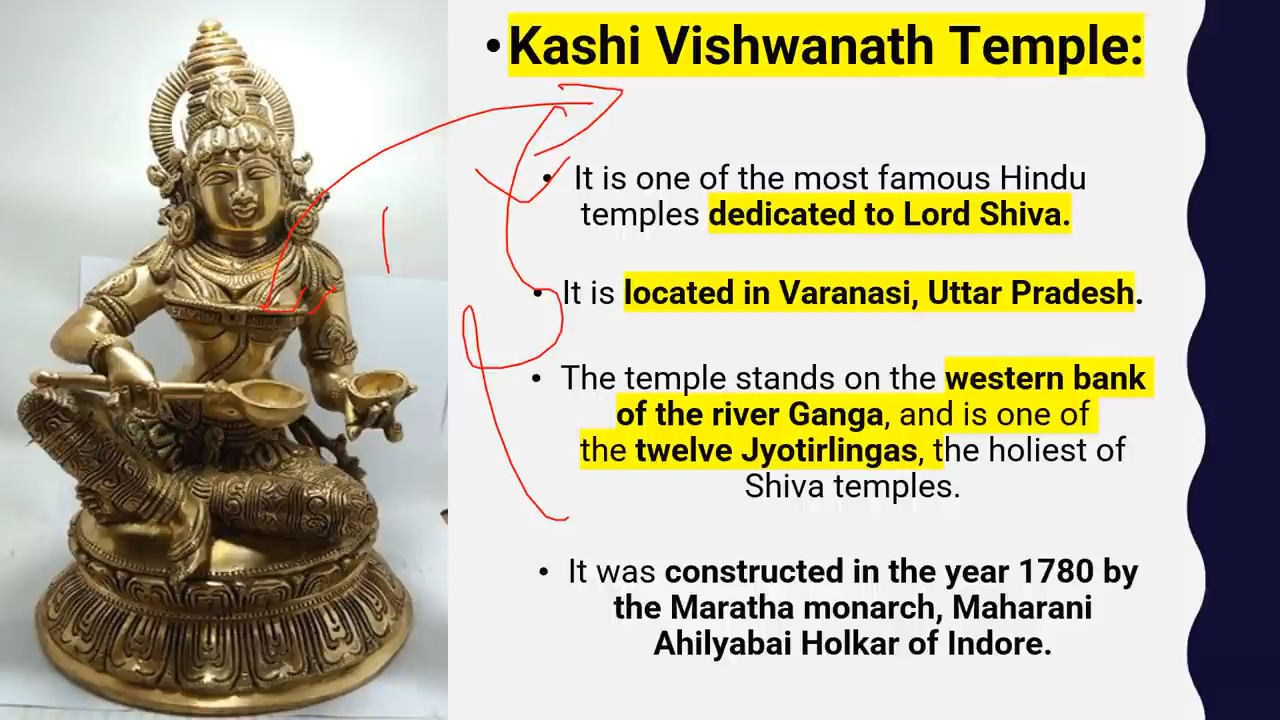 • Kashi Vishwanath Temple:
• It is one of the most famous Hindu
temples dedicated to Lord Shiva.
• It is located in Varanasi, Uttar Pradesh.
• The temple stands on the western bank
of the river Ganga, and is one of
the twelve Jyotirlingas, the holiest of
Shiva temples.
• It was constructed in the year 1780 by
the Maratha monarch, Maharani
Ahilyabai Holkar of Indore.